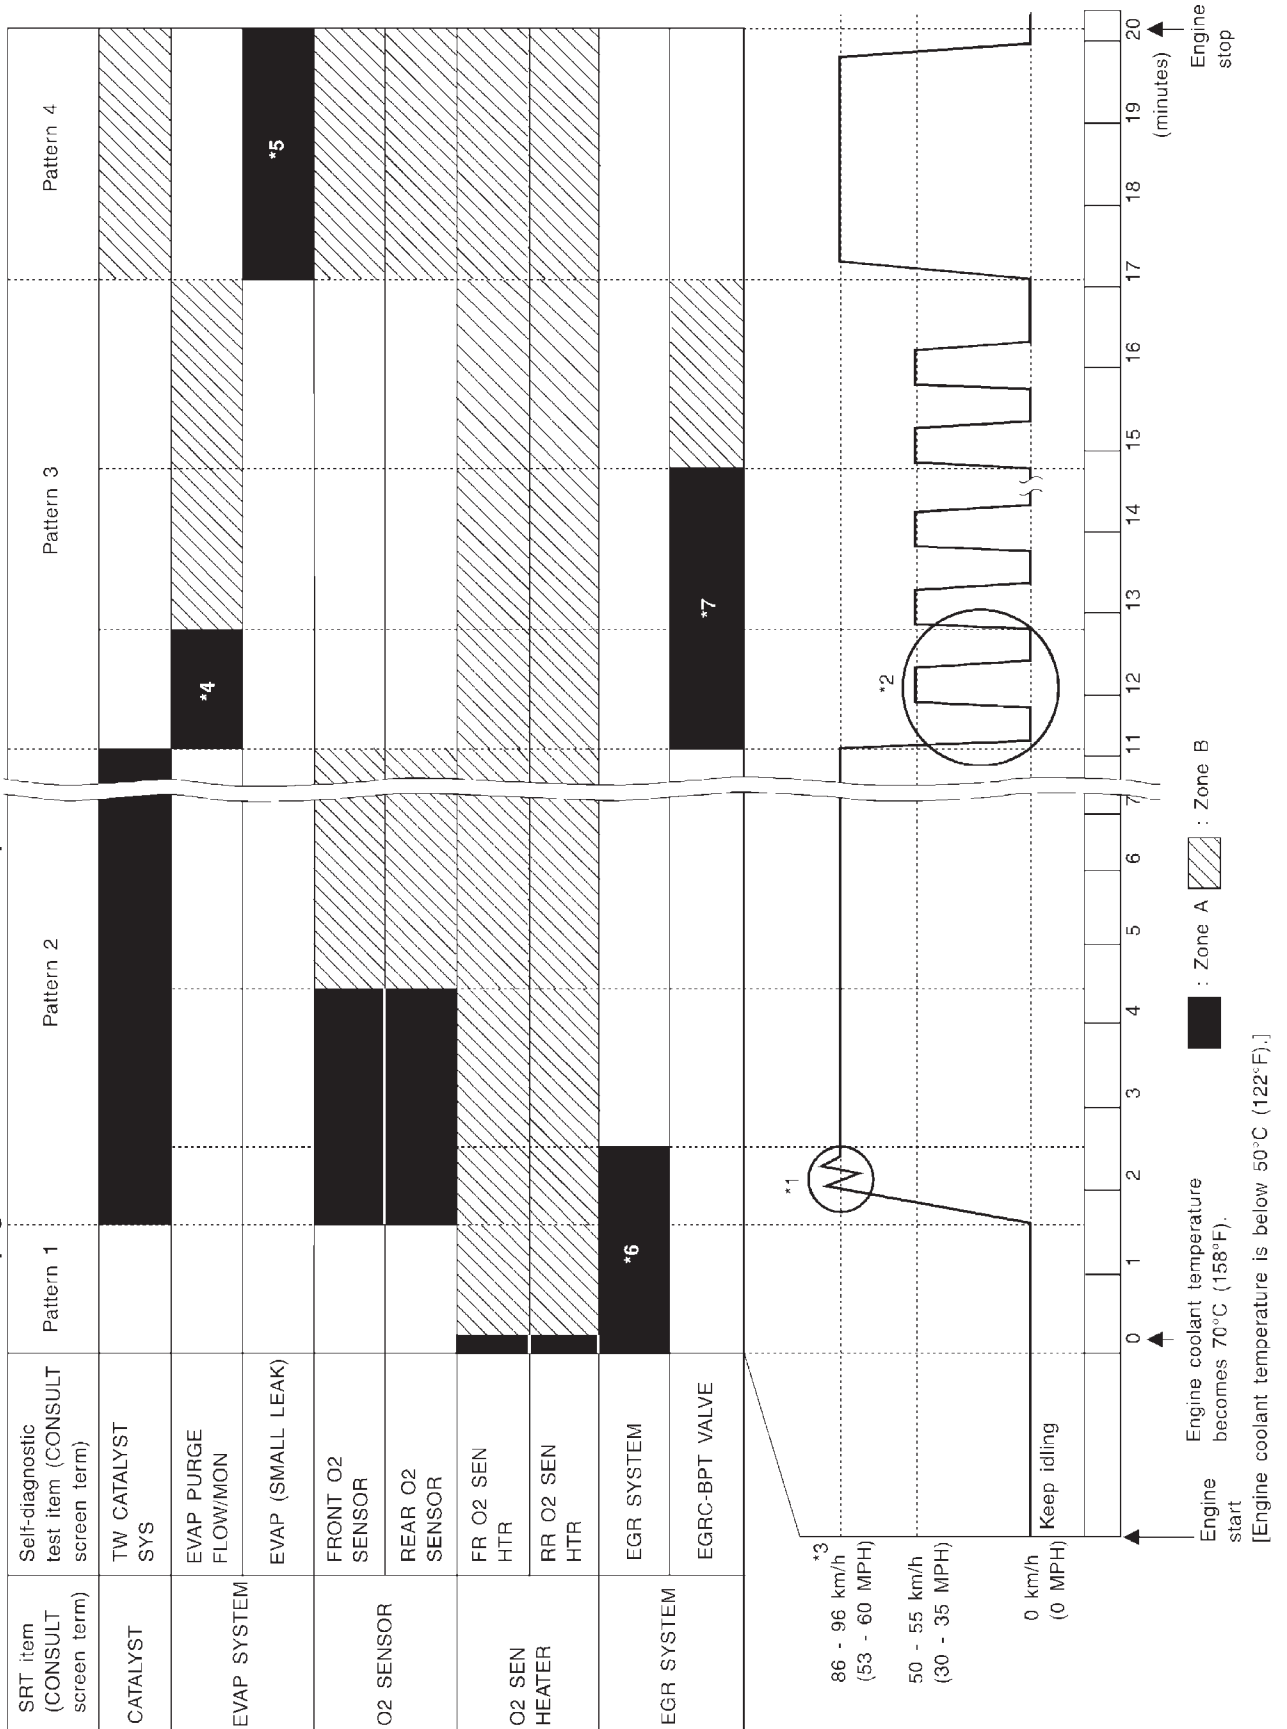 SRT item
(CONSULT
screen term)
Self-diagnostic
test item (CONSULT
screen term)
Pattern 1
Pattern 2
Pattern 3
Pattern 4
CATALYST
TW CATALYST
SYS
EVAP SYSTEM
EVAP PURGE
FLOW/MON
*4
EVAP (SMALL LEAK)
*5
O2 SENSOR
FRONT O2
SENSOR
REAR O2
SENSOR
O2 SEN
HEATER
FR O2 SEN
HTR
RR O2 SEN
HTR
EGR SYSTEM
EGR SYSTEM
*6
EGRC-BPT VALVE
*7
*3
86 - 96 km/h
(53 - 60 MPH)
*1
*2
50 - 55 km/h
(30 - 35 MPH)
0 km/h
(0 MPH)
Keep idling
0 1 2 3 4 5 6 7 11 12 13 14 15 16 17 18 19 20
(minutes)
Engine
start
Engine coolant temperature
becomes 70°C (158°F).
: Zone A
: Zone B
Engine
stop
[Engine coolant temperature is below 50°C (122°F).]